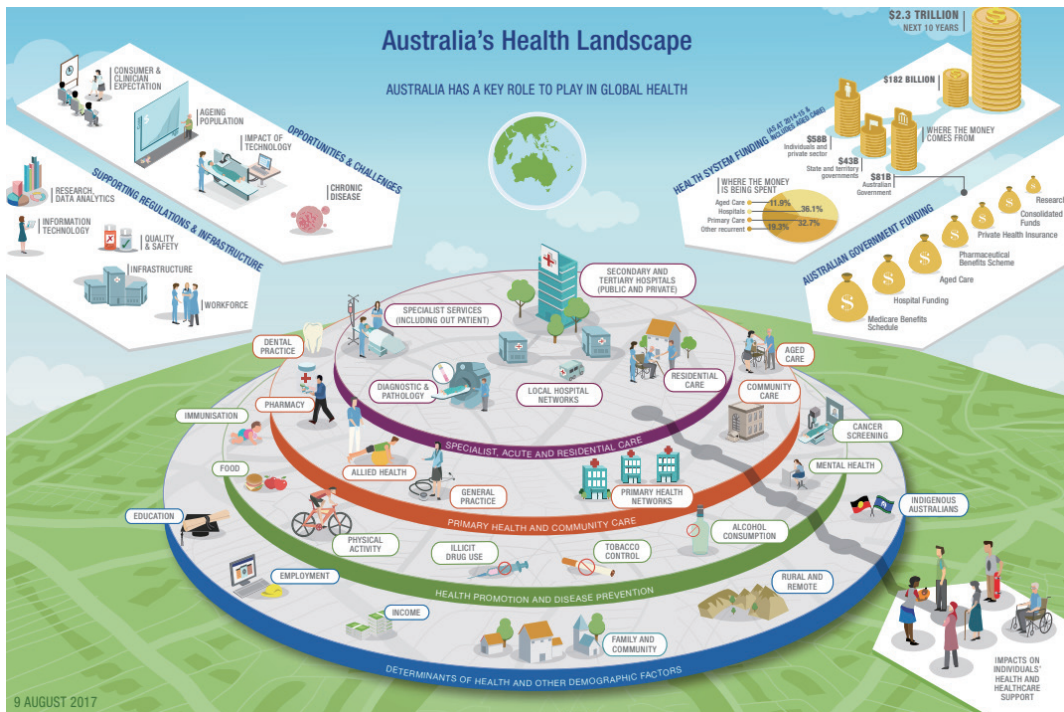 Australia's Health Landscape
AUSTRALIA HAS A KEY ROLE TO PLAY IN GLOBAL HEALTH
CONSUMER &
CLINICIAN
EXPECTATION
AGEING
POPULATION
IMPACT OF
TECHNOLOGY
CHRONIC
DISEASE
OPPORTUNITIES & CHALLENGES
RESEARCH,
DATA ANALYTICS
INFORMATION
TECHNOLOGY
QUALITY
& SAFETY
INFRASTRUCTURE
WORKFORCE
SUPPORTING REGULATIONS & INFRASTRUCTURE
$2.3 TRILLION
NEXT 10 YEARS
$182 BILLION
HEALTH SYSTEM FUNDING
(AS AT 2014-15 &
INCLUDES AGED CARE)
WHERE THE MONEY
COMES FROM
$58B
Individuals and
private sector
$43B
State and territory
governments
$81B
Australian
Government
WHERE THE MONEY
IS BEING SPENT
Aged Care
Hospitals
Primary Care
Other recurrent
11.9%
36.1%
19.3%
32.7%
AUSTRALIAN GOVERNMENT FUNDING
Research
Consolidated
Funds
Private Health Insurance
Pharmaceutical
Benefits Scheme
Aged Care
Hospital Funding
Medicare Benefits
Schedule
SECONDARY AND
TERTIARY HOSPITALS
(PUBLIC AND PRIVATE)
SPECIALIST SERVICES
(INCLUDING OUT PATIENT)
DIAGNOSTIC &
PATHOLOGY
LOCAL HOSPITAL
NETWORKS
RESIDENTIAL
CARE
SPECIALIST, ACUTE AND RESIDENTIAL CARE
DENTAL
PRACTICE
PHARMACY
ALLIED HEALTH
GENERAL
PRACTICE
PRIMARY HEALTH
NETWORKS
COMMUNITY
CARE
AGED
CARE
PRIMARY HEALTH AND COMMUNITY CARE
IMMUNISATION
FOOD
PHYSICAL
ACTIVITY
ILLICIT
DRUG USE
TOBACCO
CONTROL
ALCOHOL
CONSUMPTION
MENTAL HEALTH
CANCER
SCREENING
HEALTH PROMOTION AND DISEASE PREVENTION
EDUCATION
EMPLOYMENT
INCOME
FAMILY AND
COMMUNITY
RURAL AND
REMOTE
INDIGENOUS
AUSTRALIANS
DETERMINANTS OF HEALTH AND OTHER DEMOGRAPHIC FACTORS
IMPACTS ON
INDIVIDUALS'
HEALTH AND
HEALTHCARE
SUPPORT
9 AUGUST 2017